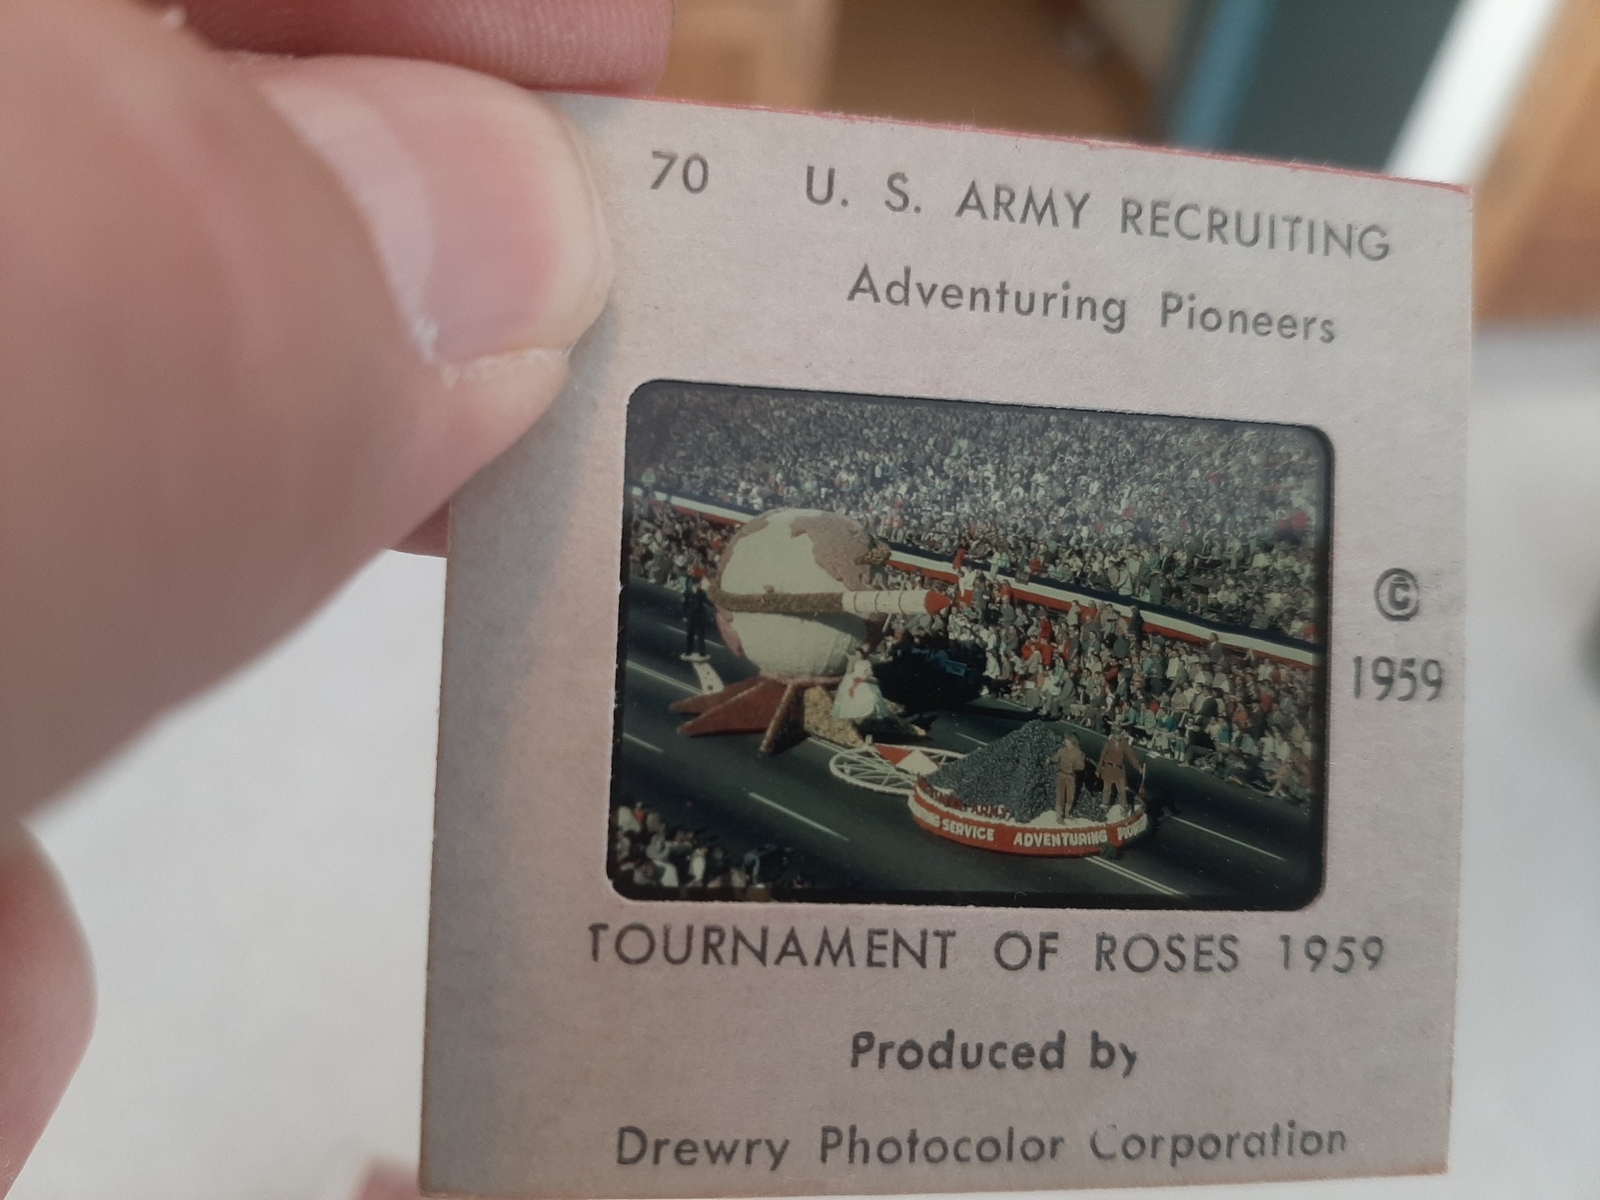 70 U. S. ARMY RECRUITING
Adventuring Pioneers
SERVICE ADVENTURING
© 1959
TOURNAMENT OF ROSES 1959
Produced by
Drewry Photocolor Corporation